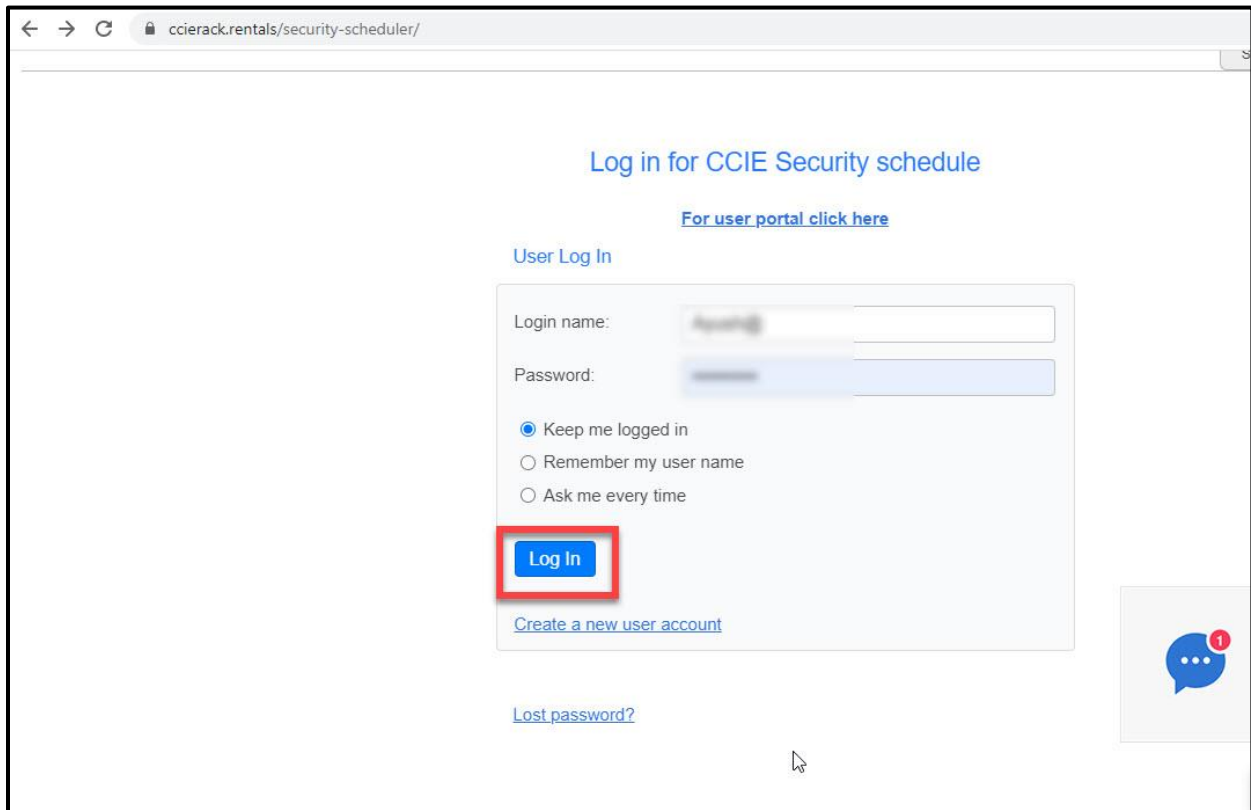 ccierack.rentals/security-scheduler/
Log in for CCIE Security schedule
For user portal click here
User Log In
Login name:
Password:
Keep me logged in
Remember my user name
Ask me every time
Log In
Create a new user account
1
Lost password?